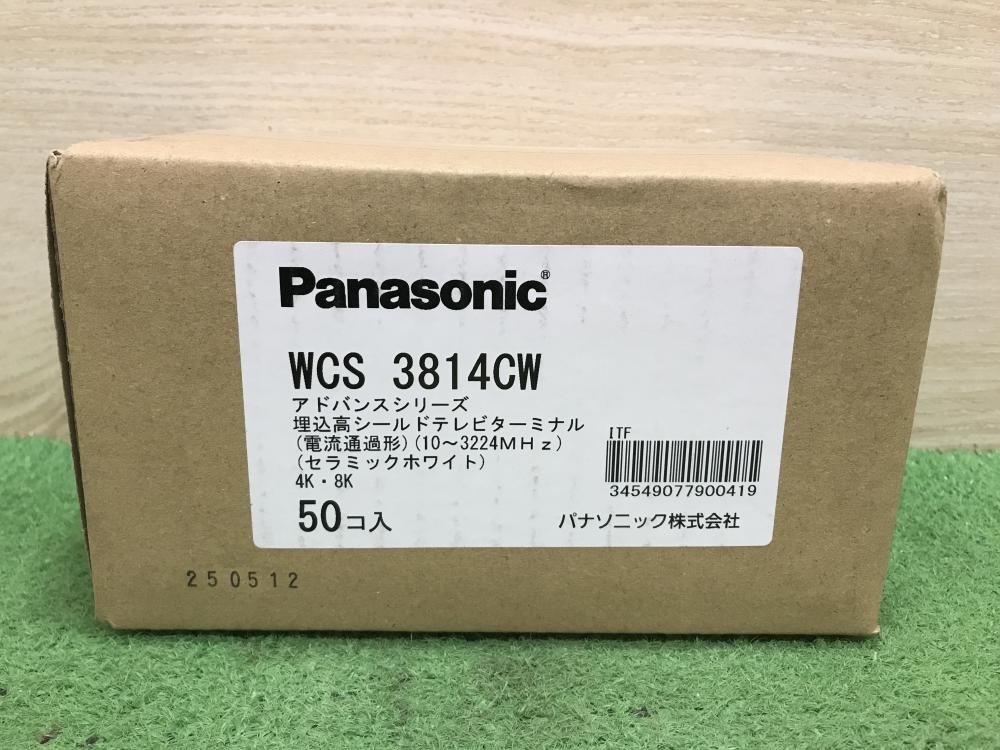 Panasonic®
WCS 3814CW
アドバンスシリーズ
埋込高シールドテレビターミナル
(電流通過形)(10～3224MHz)
(セラミックホワイト)
4K・8K
50コ入
ITF
34549077900419
パナソニック株式会社
250512